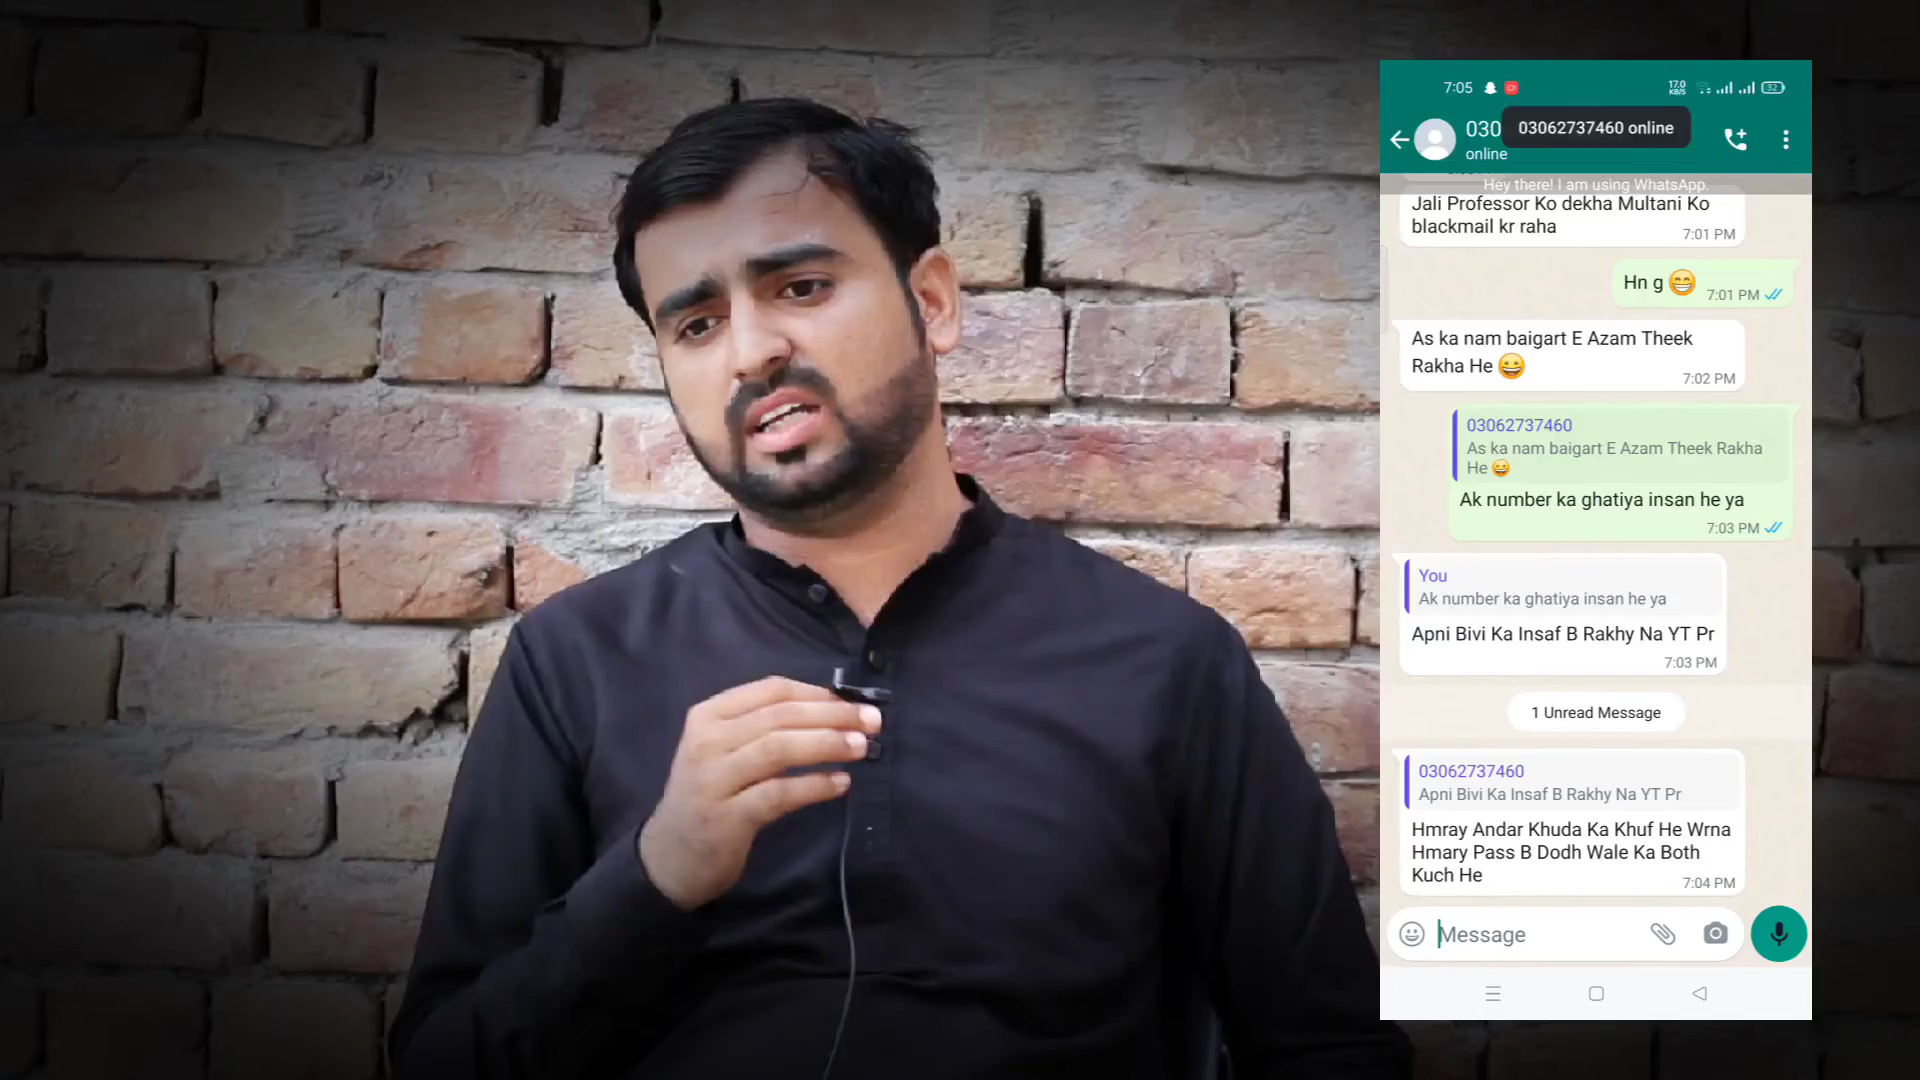 7:05
17.0
KB/S
32
030
03062737460 online
online
Hey there! I am using WhatsApp.
Jali Professor Ko dekha Multani Ko
blackmail kr raha
7:01 PM
Hn g 😁
7:01 PM
As ka nam baigart E Azam Theek
Rakha He 😀
7:02 PM
03062737460
As ka nam baigart E Azam Theek Rakha
He 😀
Ak number ka ghatiya insan he ya
7:03 PM
You
Ak number ka ghatiya insan he ya
Apni Bivi Ka Insaf B Rakhy Na YT Pr
7:03 PM
1 Unread Message
03062737460
Apni Bivi Ka Insaf B Rakhy Na YT Pr
Hmray Andar Khuda Ka Khuf He Wrna
Hmary Pass B Dodh Wale Ka Both
Kuch He
7:04 PM
Message